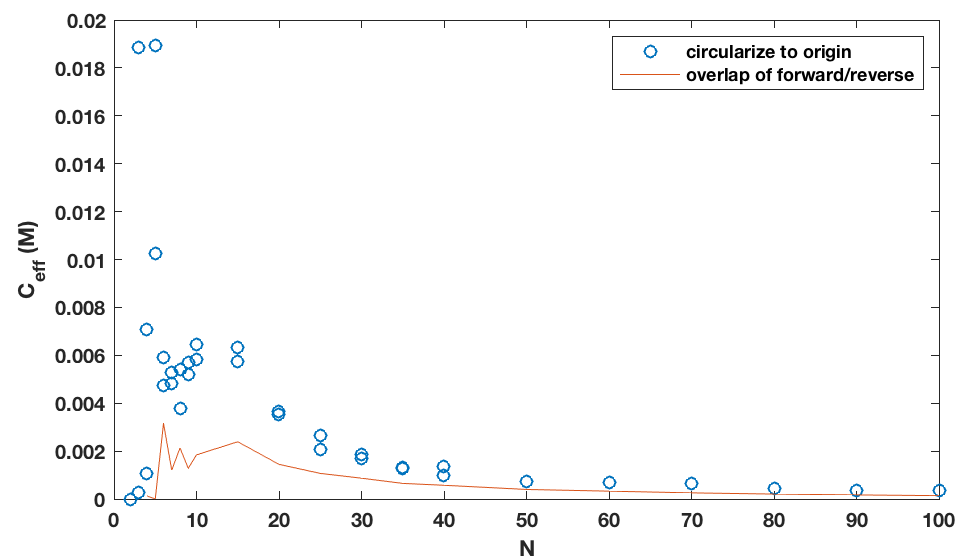 0.02
circularize to origin
overlap of forward/reverse
0.018
0.016
0.014
0.012
0.01
0.008
0.006
0.004
0.002
0
C_eff (M)
0 10 20 30 40 50 60 70 80 90 100
N